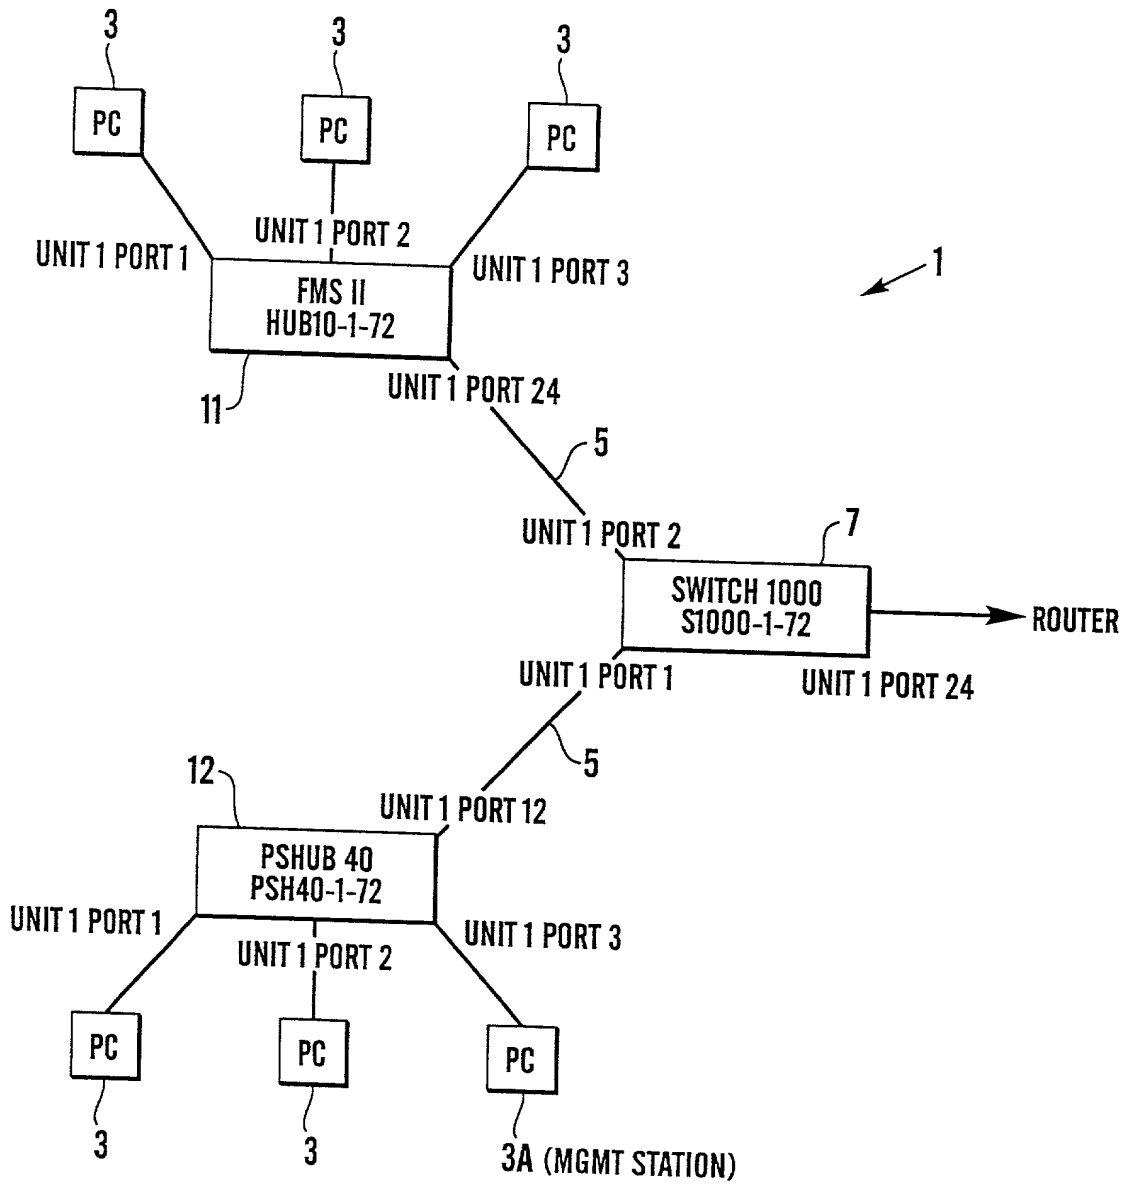 3
3
3
PC
PC
PC
UNIT 1 PORT 1
UNIT 1 PORT 2
UNIT 1 PORT 3
1
FMS II
HUB10-1-72
11
UNIT 1 PORT 24
5
UNIT 1 PORT 2
7
SWITCH 1000
S1000-1-72
ROUTER
UNIT 1 PORT 1
UNIT 1 PORT 24
5
12
UNIT 1 PORT 12
PSHUB 40
PSH40-1-72
UNIT 1 PORT 1
UNIT 1 PORT 2
UNIT 1 PORT 3
PC
PC
PC
3
3
3A (MGMT STATION)